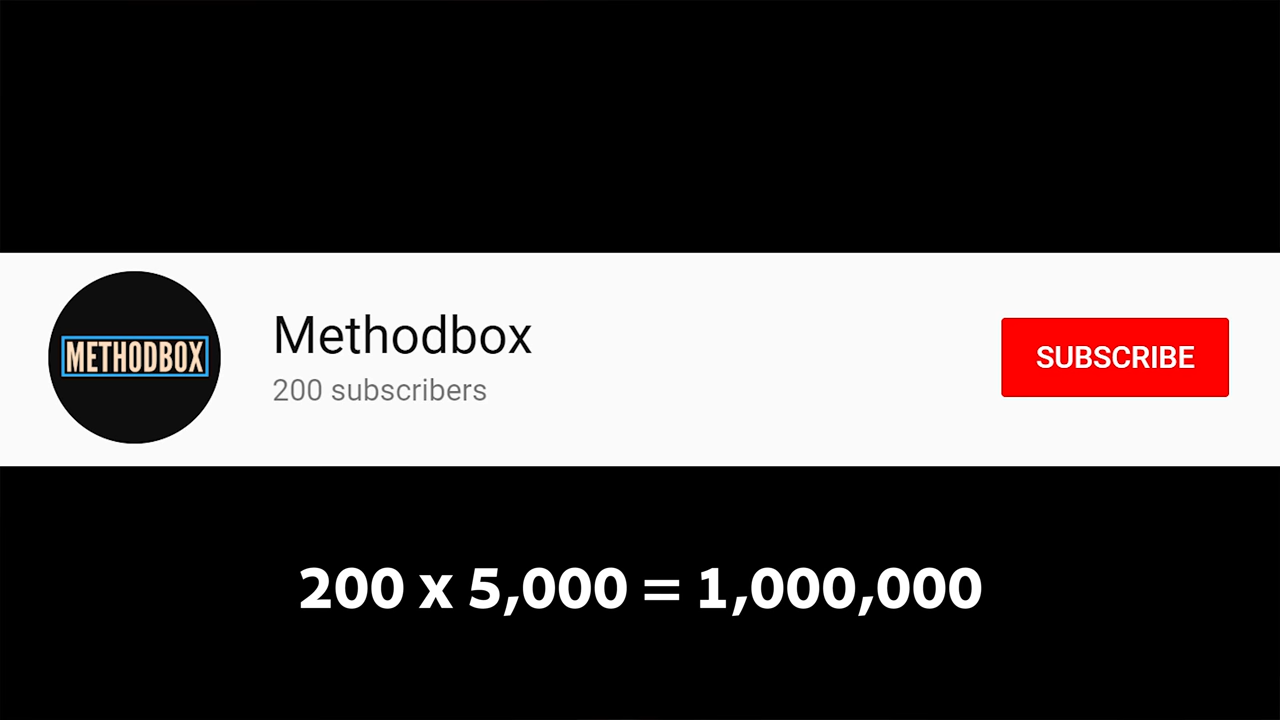 METHODBOX
Methodbox
200 subscribers
SUBSCRIBE
200 x 5,000 = 1,000,000